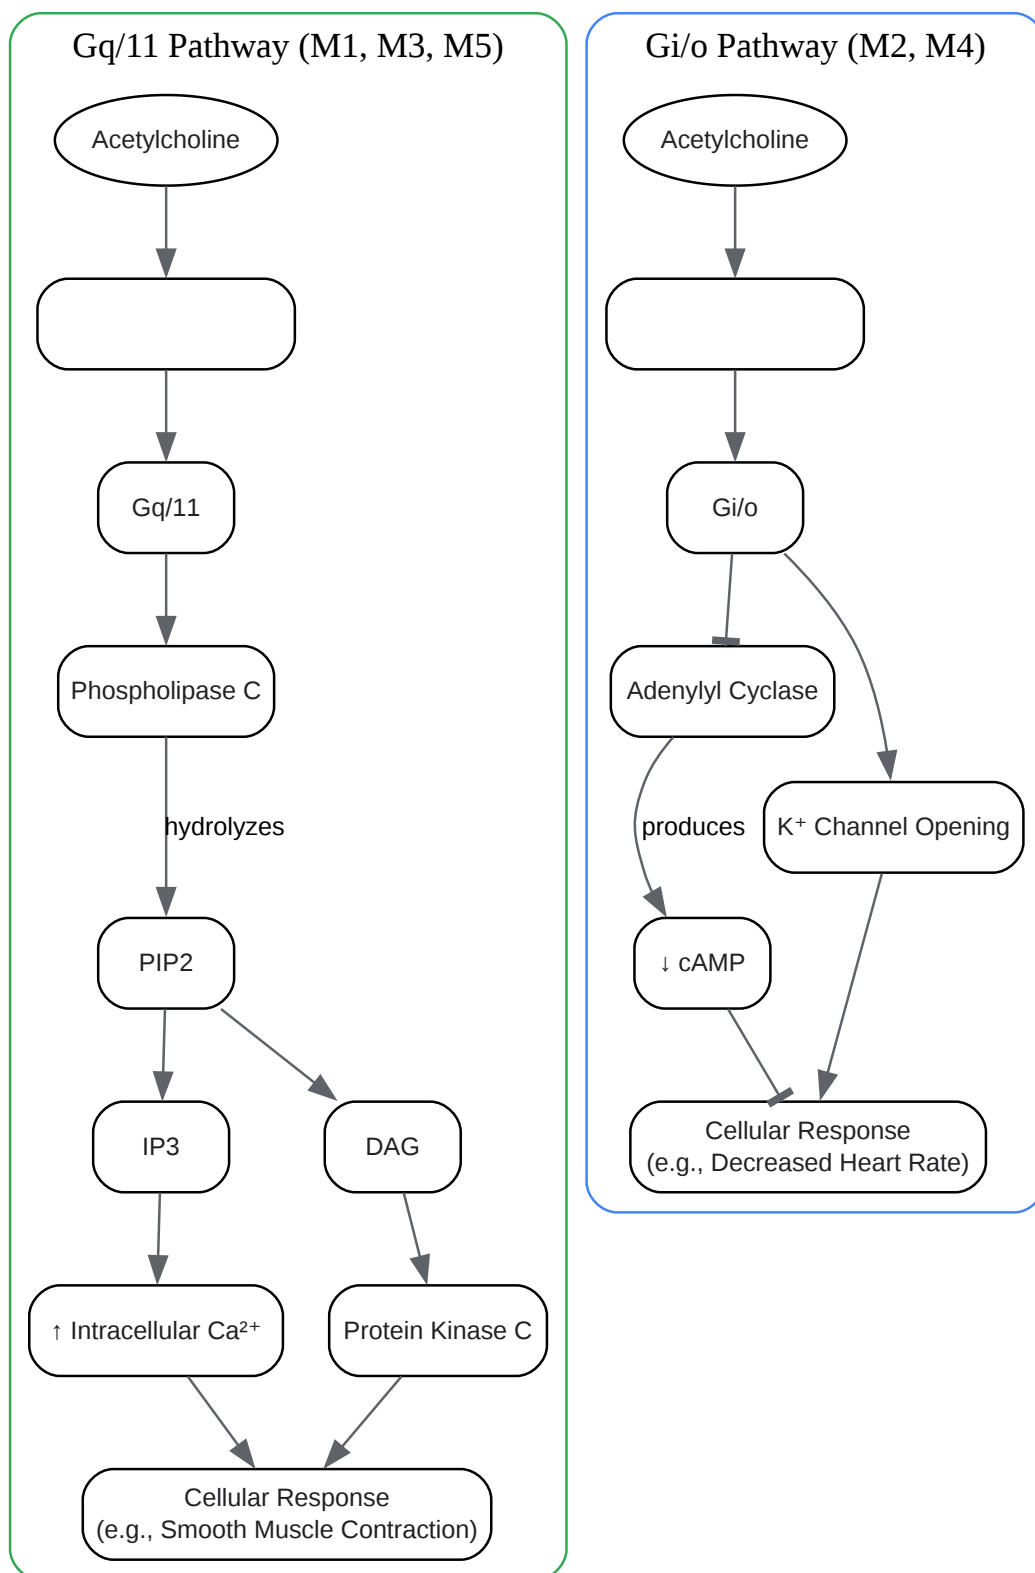 Gq/11 Pathway (M1, M3, M5)
Acetylcholine
Gq/11
Phospholipase C
hydrolyzes
PIP2
IP3
DAG
↑ Intracellular Ca²⁺
Protein Kinase C
Cellular Response
(e.g., Smooth Muscle Contraction)
Gi/o Pathway (M2, M4)
Acetylcholine
Gi/o
Adenylyl Cyclase
produces
K⁺ Channel Opening
↓ cAMP
Cellular Response
(e.g., Decreased Heart Rate)